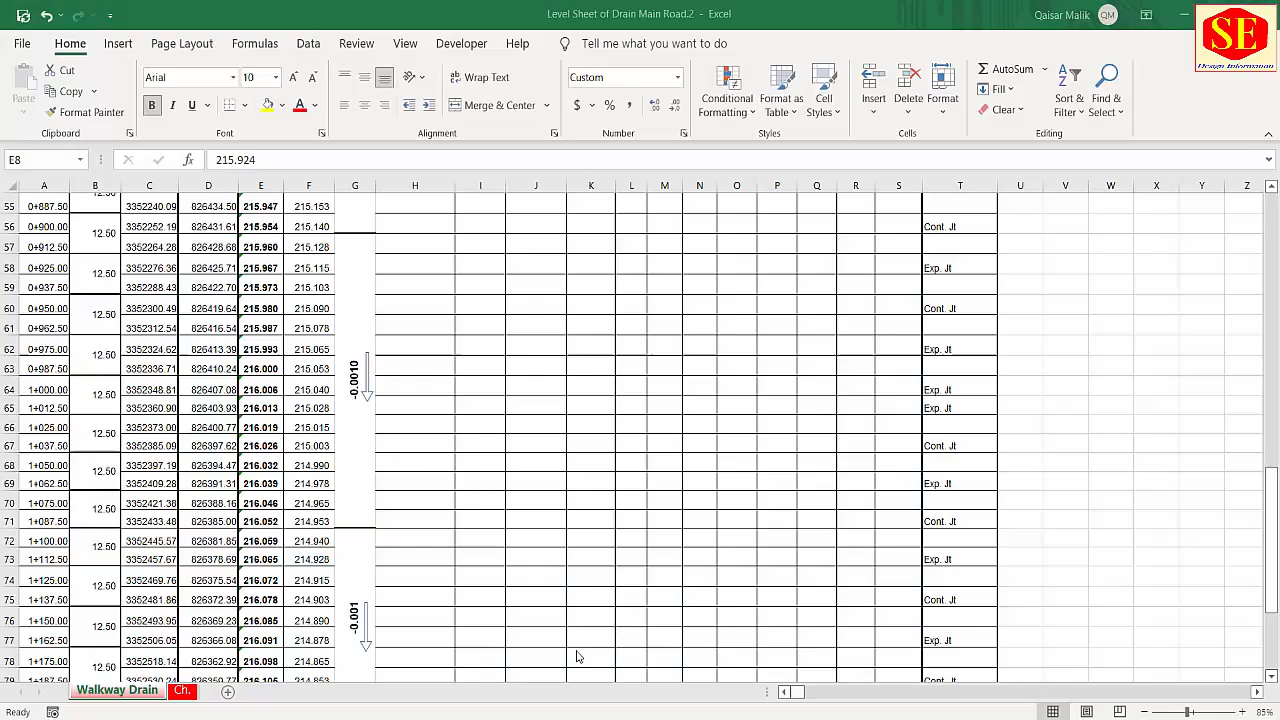 Level Sheet of Drain Main Road.2 - Excel
Qaisar Malik QM
SE
Design Information
File Home Insert Page Layout Formulas Data Review View Developer Help Tell me what you want to do
Paste Cut Copy Format Painter
Arial 10
B I U
Wrap Text
Merge & Center
Custom
$ % ,
Conditional Formatting Format as Table Cell Styles
Insert Delete Format
AutoSum Fill Clear Sort & Filter Find & Select
Clipboard Font Alignment Number Styles Cells Editing
E8 fx 215.924
A B C D E F G H I J K L M N O P Q R S T U V W X Y Z
12.50
55 0+887.50 3352240.09 826434.50 215.947 215.153
56 0+900.00 12.50 3352252.19 826431.61 215.954 215.140 Cont. Jt
57 0+912.50 3352264.28 826428.68 215.960 215.128
58 0+925.00 12.50 3352276.36 826425.71 215.967 215.115 Exp. Jt
59 0+937.50 3352288.43 826422.70 215.973 215.103
60 0+950.00 12.50 3352300.49 826419.64 215.980 215.090 Cont. Jt
61 0+962.50 3352312.54 826416.54 215.987 215.078
62 0+975.00 12.50 3352324.62 826413.39 215.993 215.065 Exp. Jt
63 0+987.50 3352336.71 826410.24 216.000 215.053 -0.0010
64 1+000.00 12.50 3352348.81 826407.08 216.006 215.040 Exp. Jt
65 1+012.50 3352360.90 826403.93 216.013 215.028 Exp. Jt
66 1+025.00 12.50 3352373.00 826400.77 216.019 215.015
67 1+037.50 3352385.09 826397.62 216.026 215.003 Cont. Jt
68 1+050.00 12.50 3352397.19 826394.47 216.032 214.990
69 1+062.50 3352409.28 826391.31 216.039 214.978 Exp. Jt
70 1+075.00 12.50 3352421.38 826388.16 216.046 214.965
71 1+087.50 3352433.48 826385.00 216.052 214.953 Cont. Jt
72 1+100.00 12.50 3352445.57 826381.85 216.059 214.940
73 1+112.50 3352457.67 826378.69 216.065 214.928 Exp. Jt
74 1+125.00 12.50 3352469.76 826375.54 216.072 214.915
75 1+137.50 3352481.86 826372.39 216.078 214.903 Cont. Jt
76 1+150.00 12.50 3352493.95 826369.23 216.085 214.890 -0.001
77 1+162.50 3352506.05 826366.08 216.091 214.878 Exp. Jt
78 1+175.00 12.50 3352518.14 826362.92 216.098 214.865
79 1+187.50 3352530.24 826359.77 216.105 214.853 Cont. Jt
Walkway Drain Ch.
Ready 85%